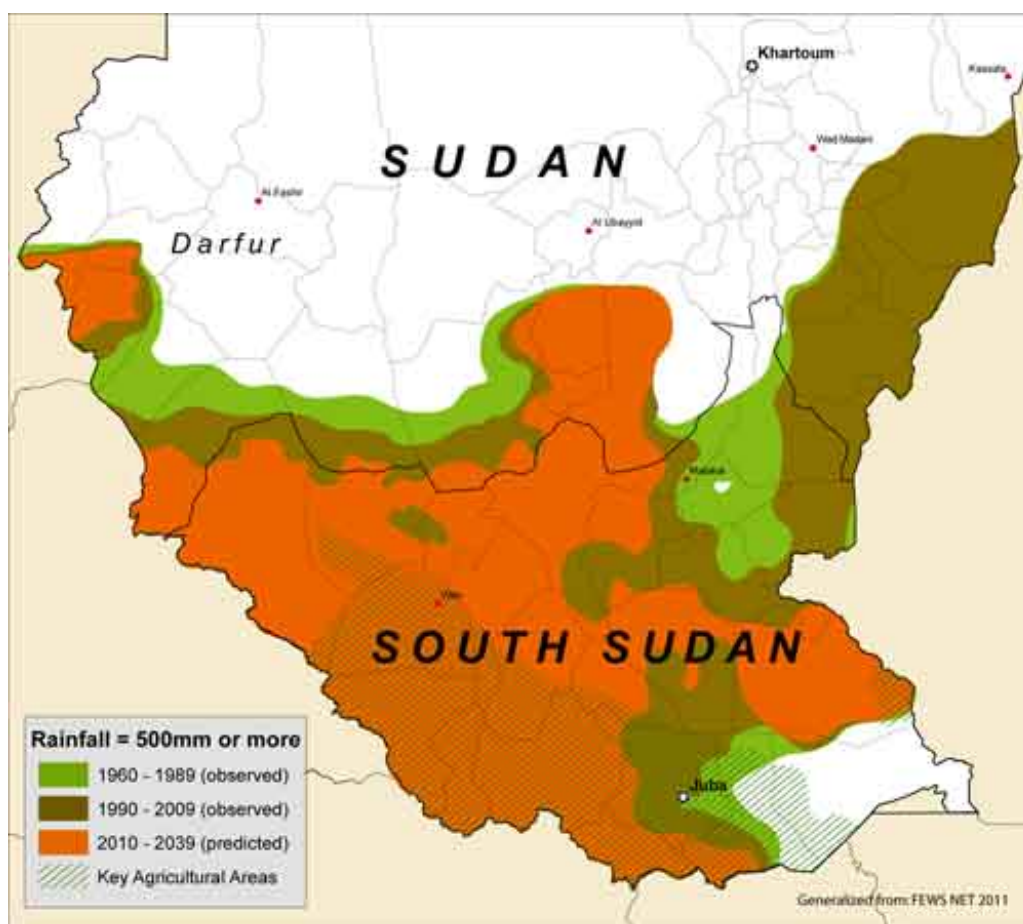 Khartoum
Kassala
SUDAN
Wad Madani
Al Fashir
Al Ubayyid
Darfur
Malakal
Wau
SOUTH SUDAN
Juba
Rainfall = 500mm or more
1960 - 1989 (observed)
1990 - 2009 (observed)
2010 - 2039 (predicted)
Key Agricultural Areas
Generalized from: FEWS NET 2011